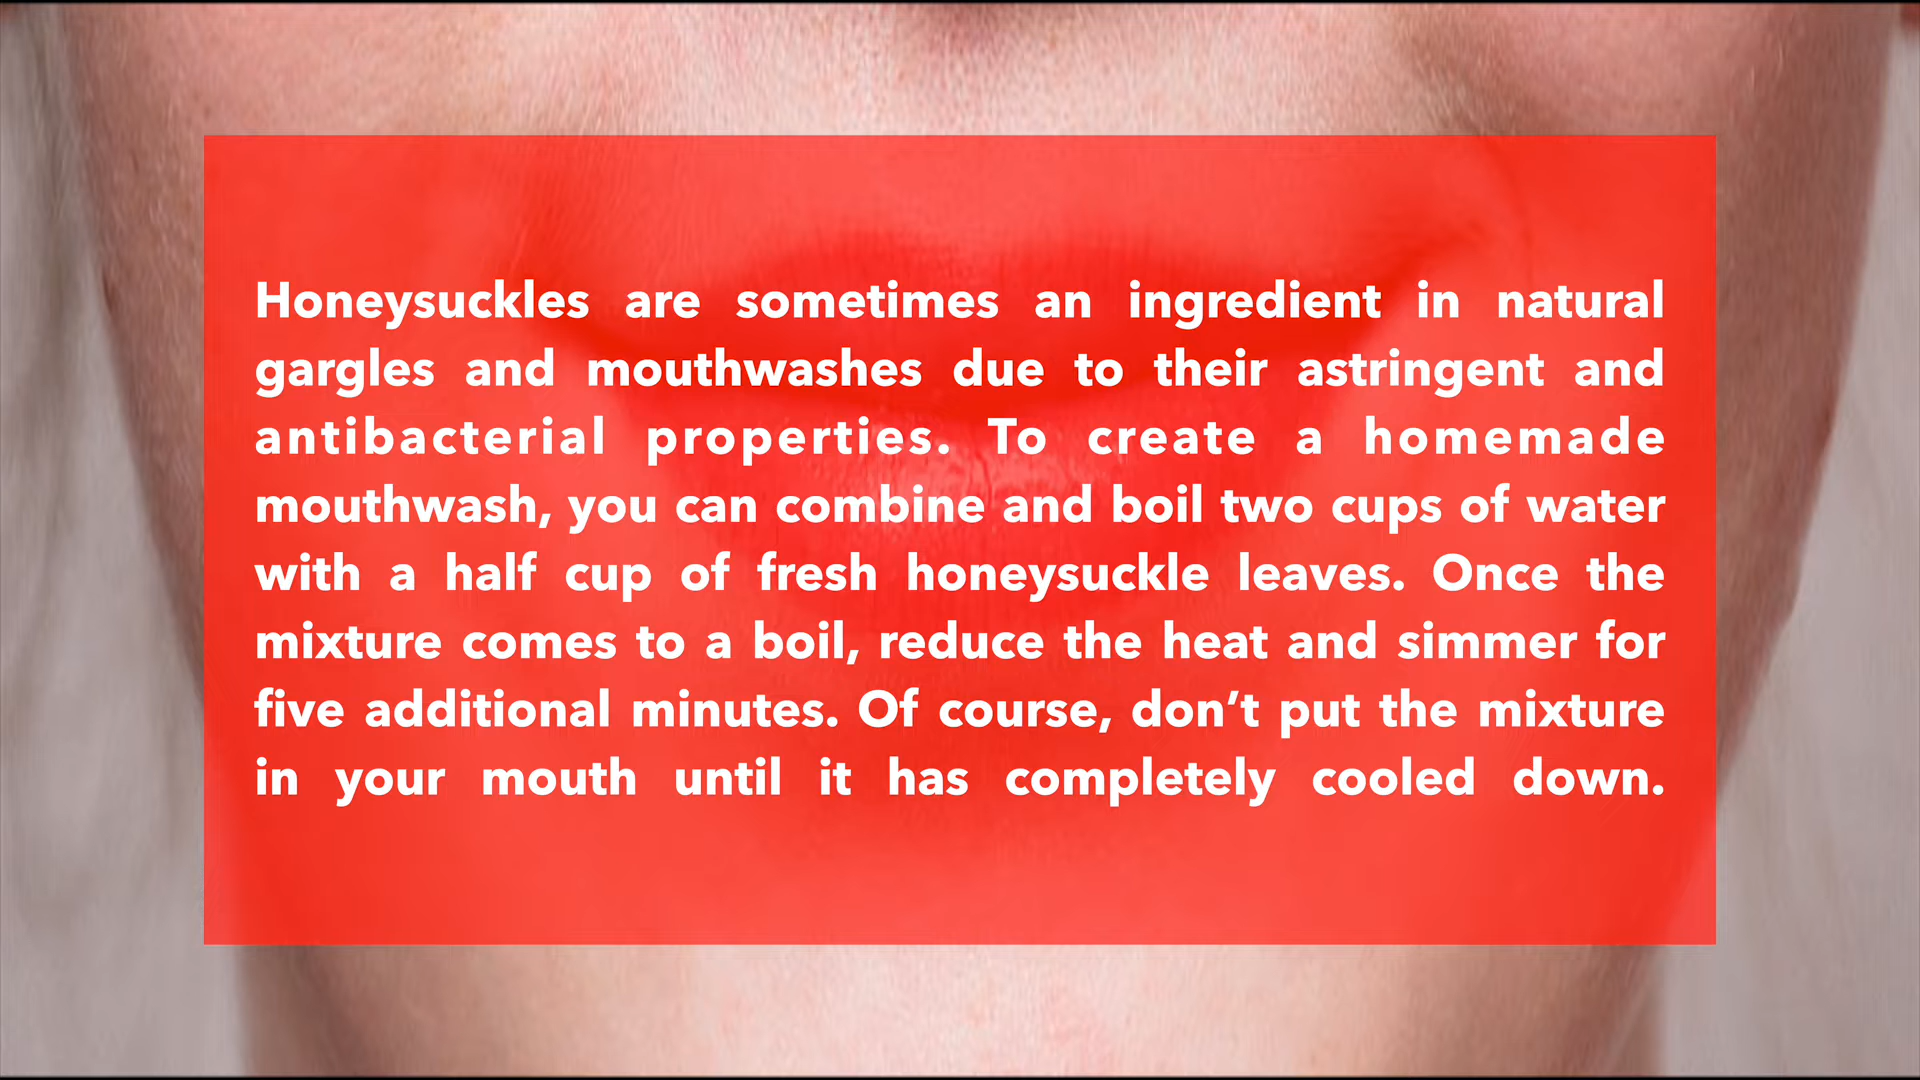 Honeysuckles are sometimes an ingredient in natural
gargles and mouthwashes due to their astringent and
antibacterial properties. To create a homemade
mouthwash, you can combine and boil two cups of water
with a half cup of fresh honeysuckle leaves. Once the
mixture comes to a boil, reduce the heat and simmer for
five additional minutes. Of course, don’t put the mixture
in your mouth until it has completely cooled down.